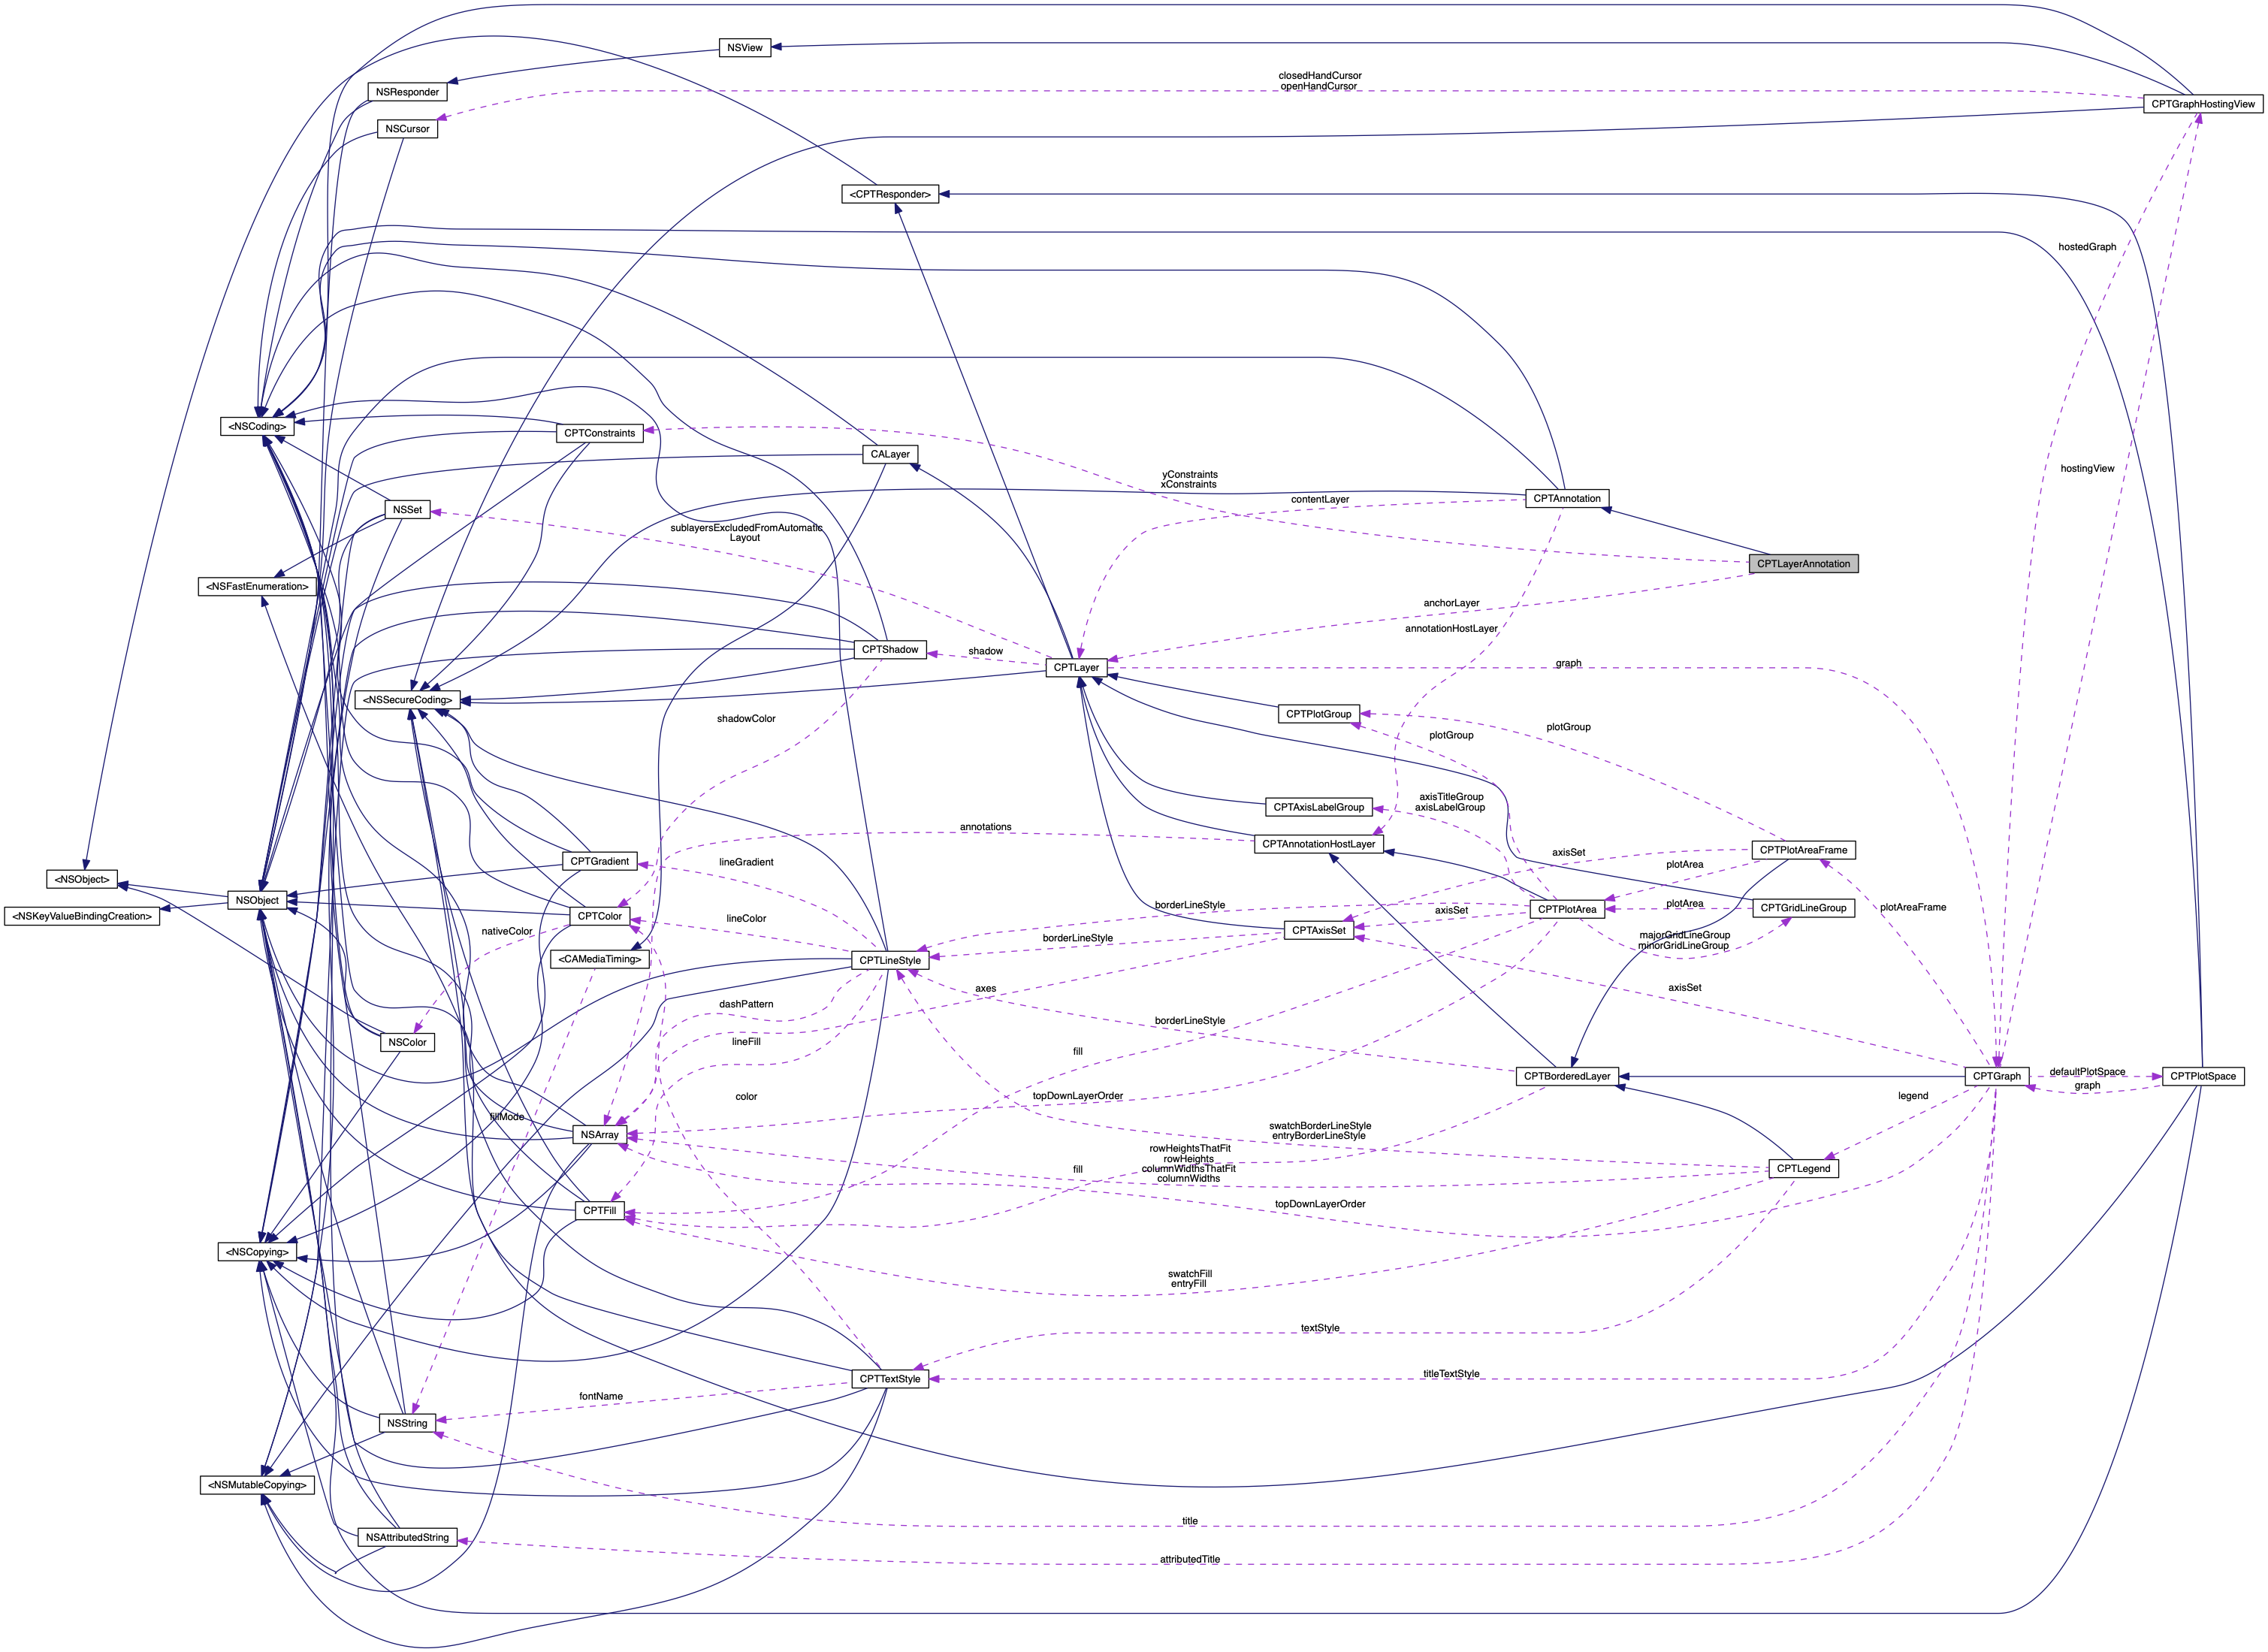 NSView
closedHandCursor
openHandCursor
NSResponder
CPTGraphHostingView
NSCursor
<CPTResponder>
hostedGraph
<NSCoding>
CPTConstraints
CALayer
yConstraints
xConstraints
hostingView
CPTAnnotation
contentLayer
NSSet
sublayersExcludedFromAutomatic
Layout
CPTLayerAnnotation
<NSFastEnumeration>
anchorLayer
annotationHostLayer
CPTShadow
shadow
CPTLayer
graph
<NSSecureCoding>
shadowColor
CPTPlotGroup
plotGroup
plotGroup
CPTAxisLabelGroup
axisTitleGroup
axisLabelGroup
annotations
CPTAnnotationHostLayer
CPTPlotAreaFrame
axisSet
CPTGradient
lineGradient
plotArea
<NSObject>
NSObject
<NSKeyValueBindingCreation>
CPTColor
lineColor
borderLineStyle
CPTPlotArea
axisSet
plotArea
CPTGridLineGroup
plotAreaFrame
nativeColor
CPTAxisSet
borderLineStyle
majorGridLineGroup
minorGridLineGroup
<CAMediaTiming>
CPTLineStyle
axes
axisSet
dashPattern
borderLineStyle
NSColor
lineFill
fill
CPTBorderedLayer
CPTGraph
defaultPlotSpace
graph
CPTPlotSpace
color
topDownLayerOrder
legend
fillMode
NSArray
swatchBorderLineStyle
entryBorderLineStyle
rowHeightsThatFit
rowHeights
columnWidthsThatFit
columnWidths
fill
CPTLegend
CPTFill
topDownLayerOrder
<NSCopying>
swatchFill
entryFill
textStyle
CPTTextStyle
titleTextStyle
fontName
NSString
<NSMutableCopying>
title
NSAttributedString
attributedTitle